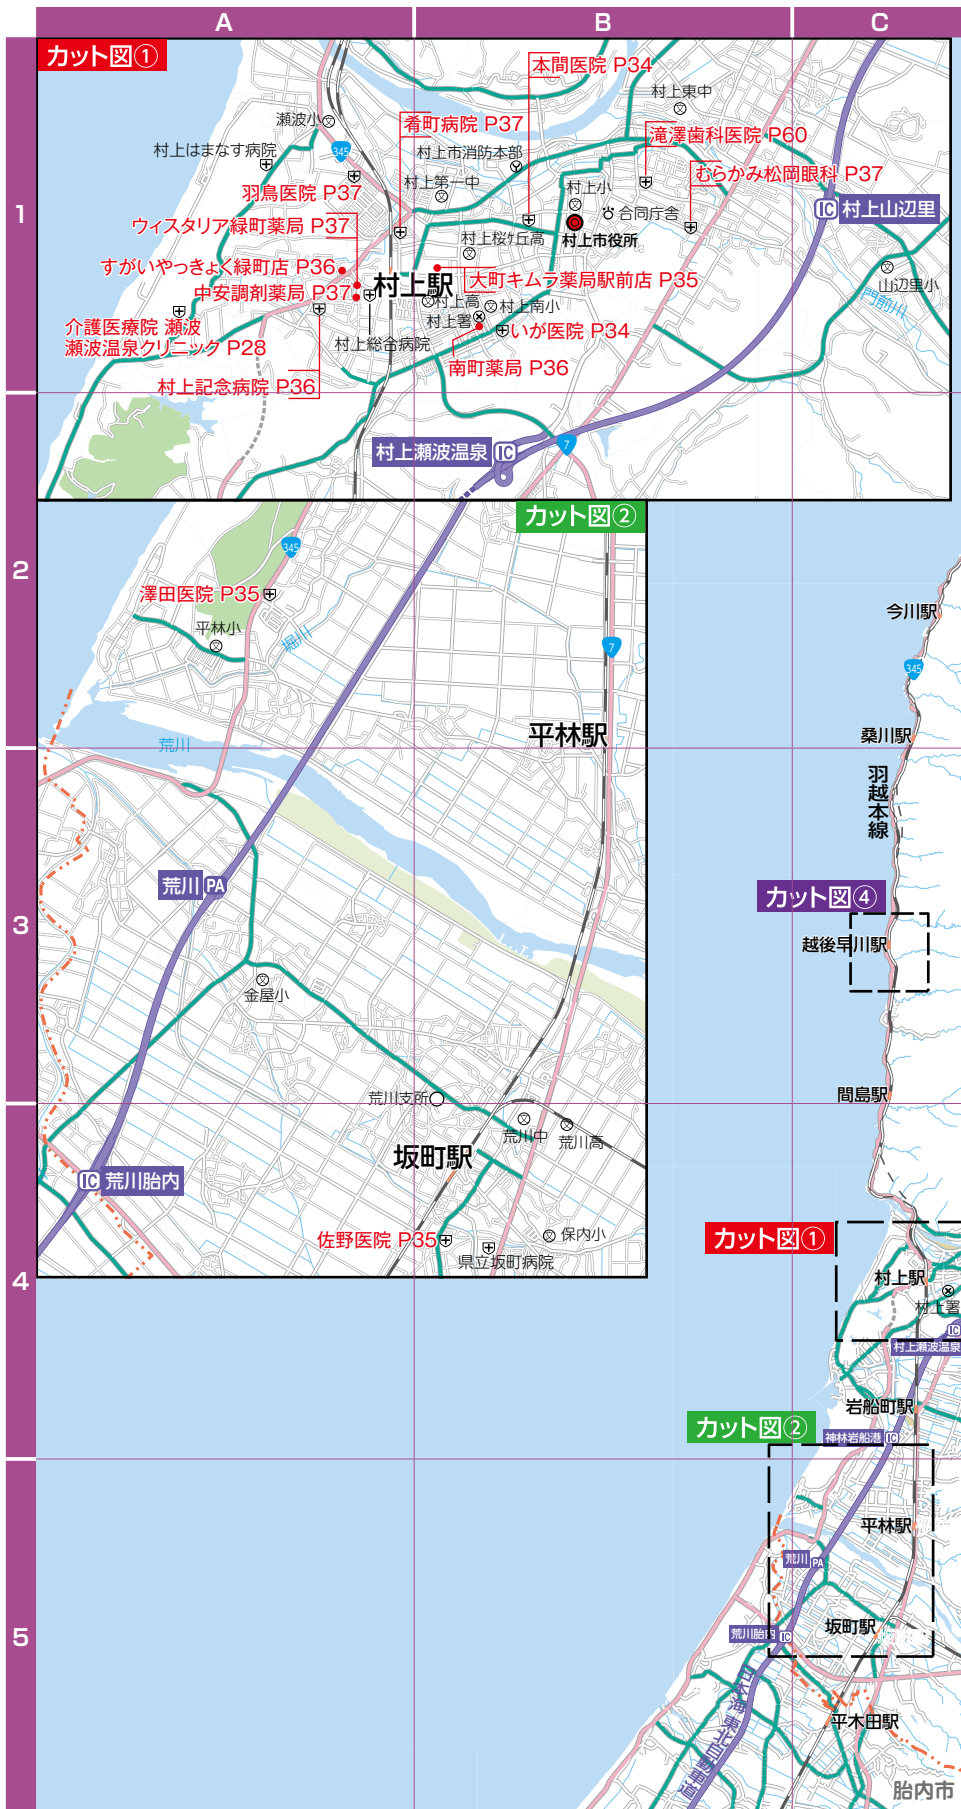 A
B
C
1
2
3
4
5
カット図①
本間医院 P34
村上東中
瀬波小
肴町病院 P37
滝澤歯科医院 P60
村上はまなす病院
345
村上市消防本部
むらかみ松岡眼科 P37
羽鳥医院 P37
村上第一中
村上小
IC 村上山辺里
ウィスタリア緑町薬局 P37
合同庁舎
村上桜ケ丘高
村上市役所
すがいやっきょく緑町店 P36
村上駅
大町キムラ薬局駅前店 P35
山辺里小
中安調剤薬局 P37
村上高
村上南小
門前川
介護医療院 瀬波
瀬波温泉クリニック P28
村上総合病院
村上署
いが医院 P34
南町薬局 P36
村上記念病院 P36
村上瀬波温泉 IC
7
カット図②
345
澤田医院 P35
平林小
堀川
7
今川駅
345
平林駅
桑川駅
荒川
羽越本線
荒川 PA
カット図④
越後早川駅
金屋小
間島駅
荒川支所
荒川中
荒川高
坂町駅
IC 荒川胎内
佐野医院 P35
保内小
県立坂町病院
カット図①
村上駅
村上署
IC
村上瀬波温泉
岩船町駅
カット図②
神林岩船港 IC
平林駅
荒川 PA
坂町駅
荒川胎内 IC
日本海東北自動車道
平木田駅
胎内市